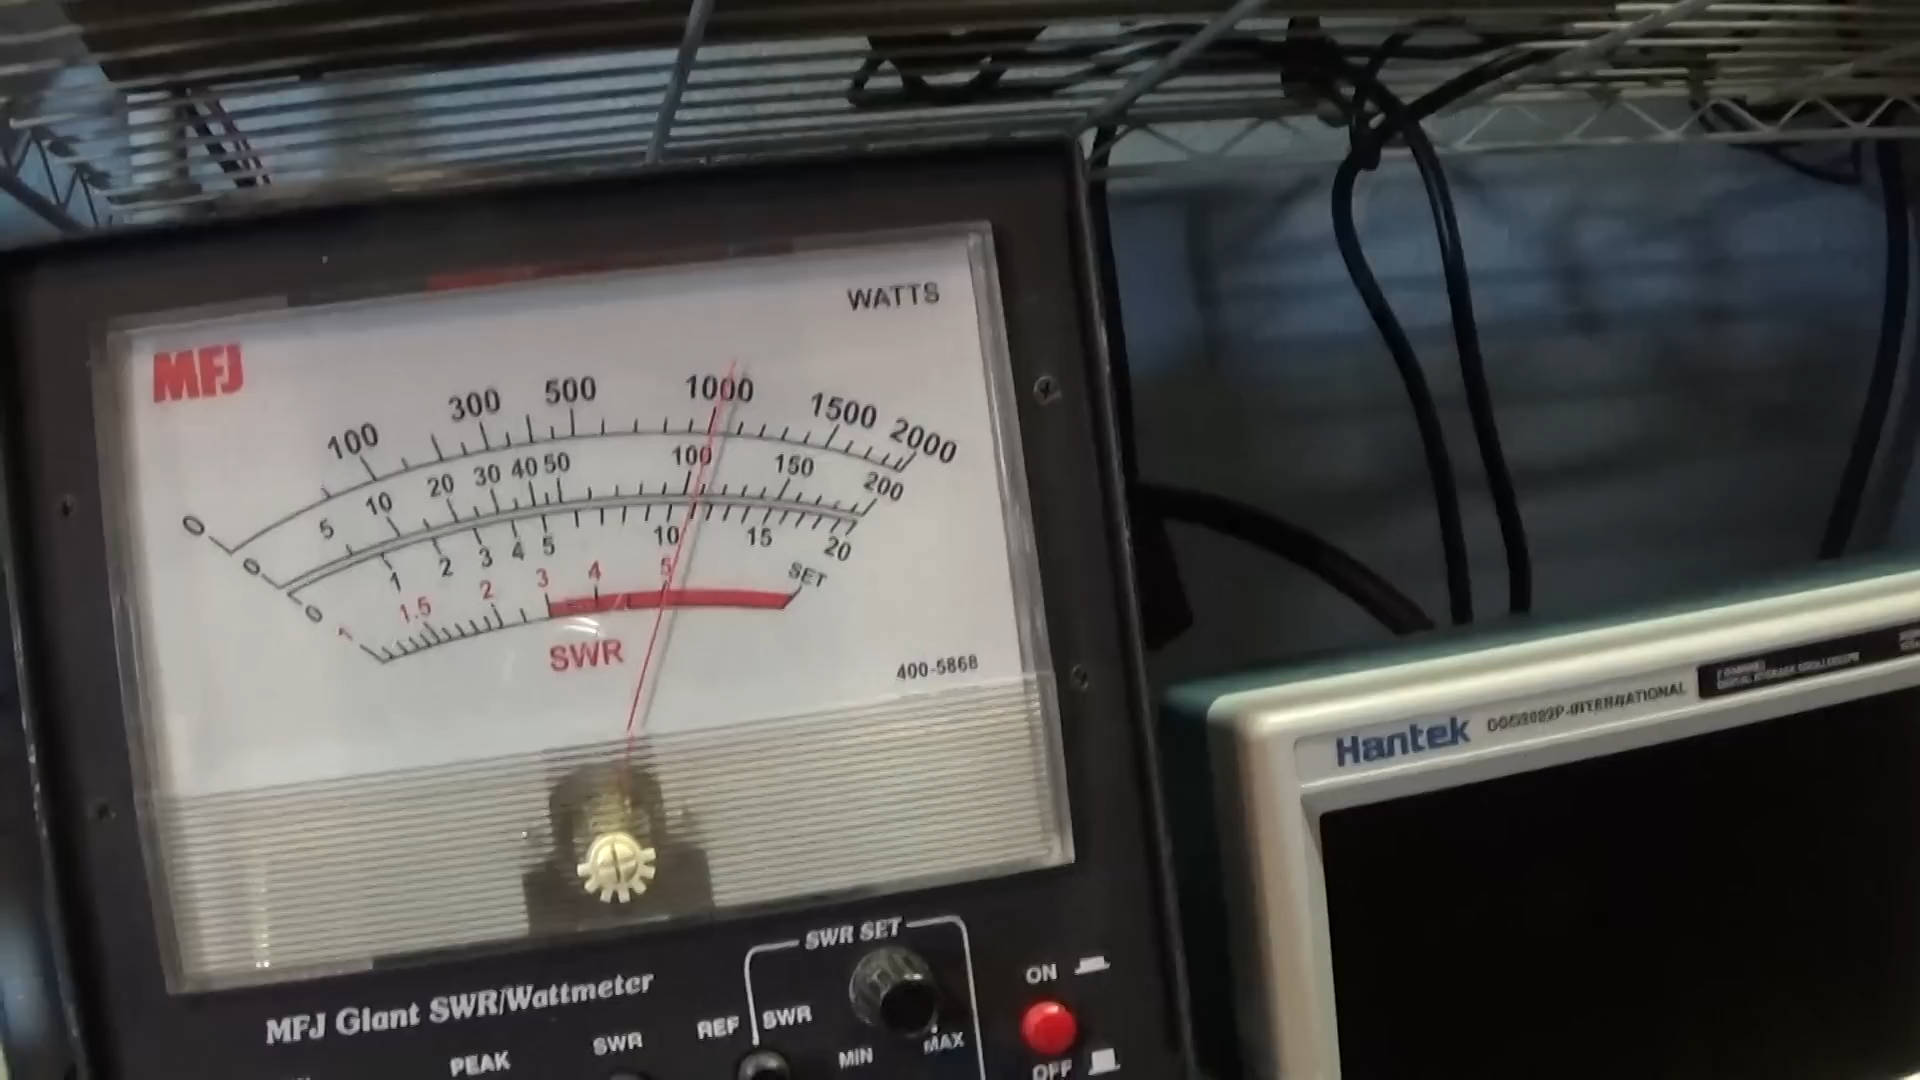 WATTS
MFJ
100 300 500 1000 1500 2000
0 5 10 20 30 40 50 100 150 200
0 1 2 3 4 5 10 15 20
0 1 1.5 2 3 4 5 SET
SWR
400-5868
Hantek
INTERNATIONAL
SWR SET
MFJ Giant SWR/Wattmeter
ON
PEAK SWR REF SWR
MIN MAX
OFF